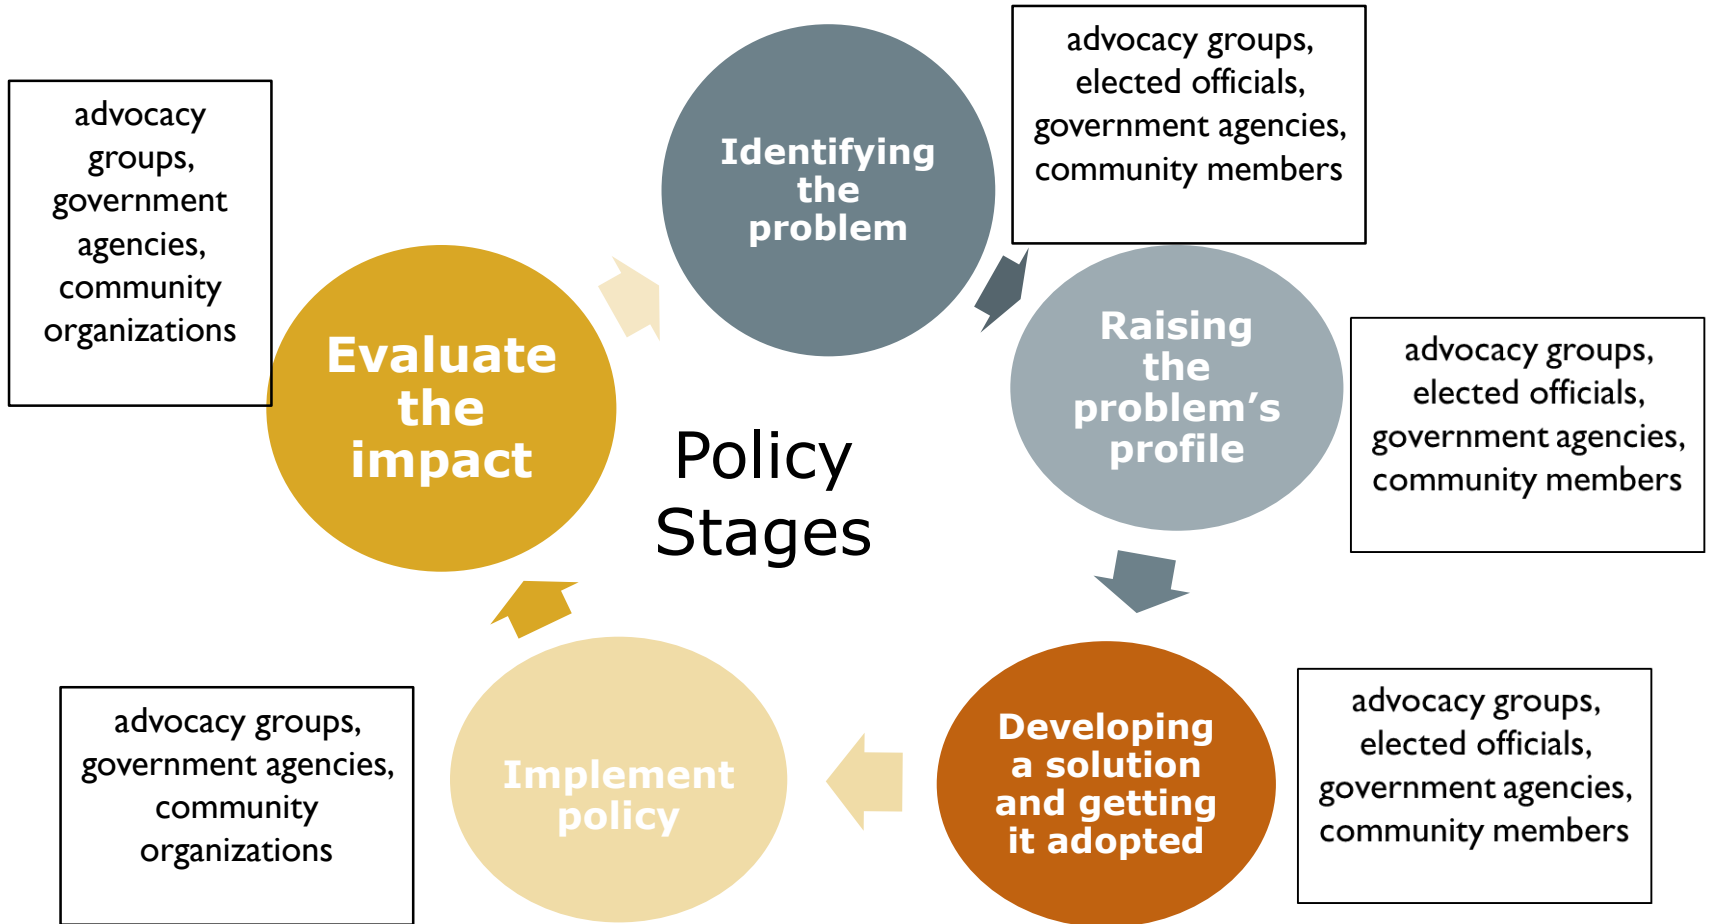 Identifying
the
problem
advocacy groups,
elected officials,
government agencies,
community members
Raising
the
problem’s
profile
advocacy groups,
elected officials,
government agencies,
community members
Developing
a solution
and getting
it adopted
advocacy groups,
elected officials,
government agencies,
community members
Implement
policy
advocacy groups,
government agencies,
community
organizations
Evaluate
the
impact
advocacy
groups,
government
agencies,
community
organizations
Policy
Stages